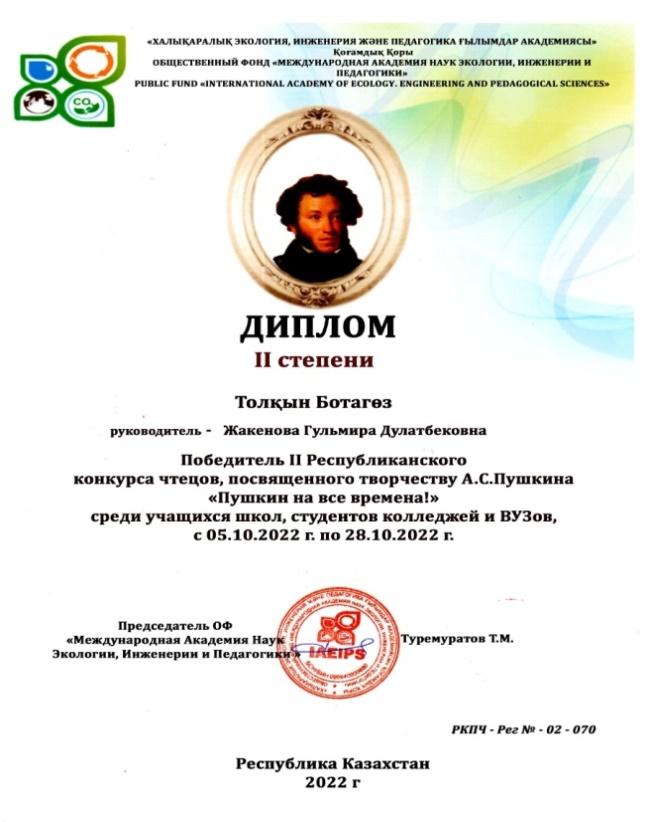 «ХАЛЫҚАРАЛЫҚ ЭКОЛОГИЯ, ИНЖЕНЕРИЯ ЖӘНЕ ПЕДАГОГИКА ҒЫЛЫМДАР АКАДЕМИЯСЫ»
Қоғамдық Қоры
ОБЩЕСТВЕННЫЙ ФОНД «МЕЖДУНАРОДНАЯ АКАДЕМИЯ НАУК ЭКОЛОГИИ, ИНЖЕНЕРИИ И
ПЕДАГОГИКИ»
PUBLIC FUND «INTERNATIONAL ACADEMY OF ECOLOGY. ENGINEERING AND PEDAGOGICAL SCIENCES»
CO₂
ДИПЛОМ
II степени
Толқын Ботагөз
руководитель - Жакенова Гульмира Дулатбековна
Победитель II Республиканского
конкурса чтецов, посвященного творчеству А.С.Пушкина
«Пушкин на все времена!»
среди учащихся школ, студентов колледжей и ВУЗов,
с 05.10.2022 г. по 28.10.2022 г.
Председатель ОФ
«Международная Академия Наук
Экологии, Инженерии и Педагогики»
Туремуратов Т.М.
IAEIPS
РКПЧ - Рег № - 02 - 070
Республика Казахстан
2022 г